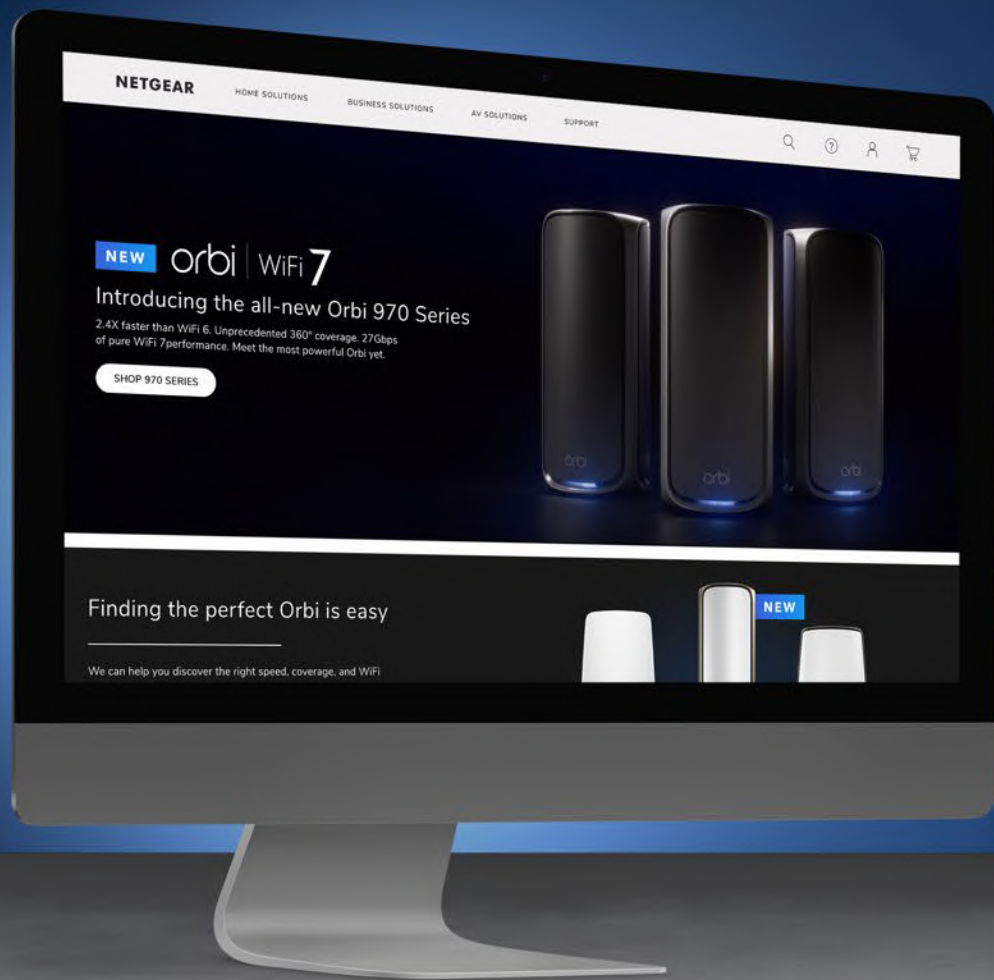 NETGEAR
HOME SOLUTIONS
BUSINESS SOLUTIONS
AV SOLUTIONS
SUPPORT
NEW orbi | WiFi 7
Introducing the all-new Orbi 970 Series
2.4X faster than WiFi 6. Unprecedented 360° coverage. 27Gbps
of pure WiFi 7performance. Meet the most powerful Orbi yet.
SHOP 970 SERIES
orbi
orbi
orbi
Finding the perfect Orbi is easy
NEW
We can help you discover the right speed, coverage, and WiFi